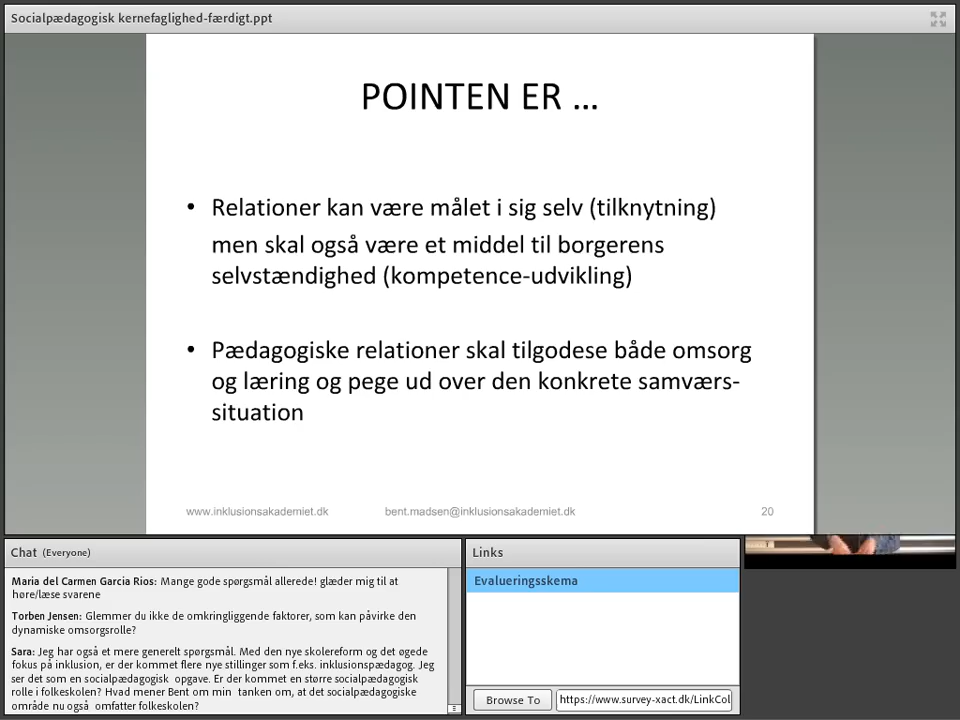 Socialpædagogisk kernefaglighed-færdigt.ppt
POINTEN ER ...
• Relationer kan være målet i sig selv (tilknytning)
men skal også være et middel til borgerens
selvstændighed (kompetence-udvikling)
• Pædagogiske relationer skal tilgodese både omsorg
og læring og pege ud over den konkrete samværs-
situation
www.inklusionsakademiet.dk bent.madsen@inklusionsakademiet.dk 20
Chat (Everyone)
Maria del Carmen Garcia Rios: Mange gode spørgsmål allerede! glæder mig til at
høre/læse svarene
Torben Jensen: Glemmer du ikke de omkringliggende faktorer, som kan påvirke den
dynamiske omsorgsrolle?
Sara: Jeg har også et mere generelt spørgsmål. Med den nye skolereform og det øgede
fokus på inklusion, er der kommet flere nye stillinger som f.eks. inklusionspædagog. Jeg
ser det som en socialpædagogisk opgave. Er der kommet en større socialpædagogisk
rolle i folkeskolen? Hvad mener Bent om min tanken om, at det socialpædagogiske
område nu også omfatter folkeskolen?
Links
Evalueringsskema
Browse To https://www.survey-xact.dk/LinkCol